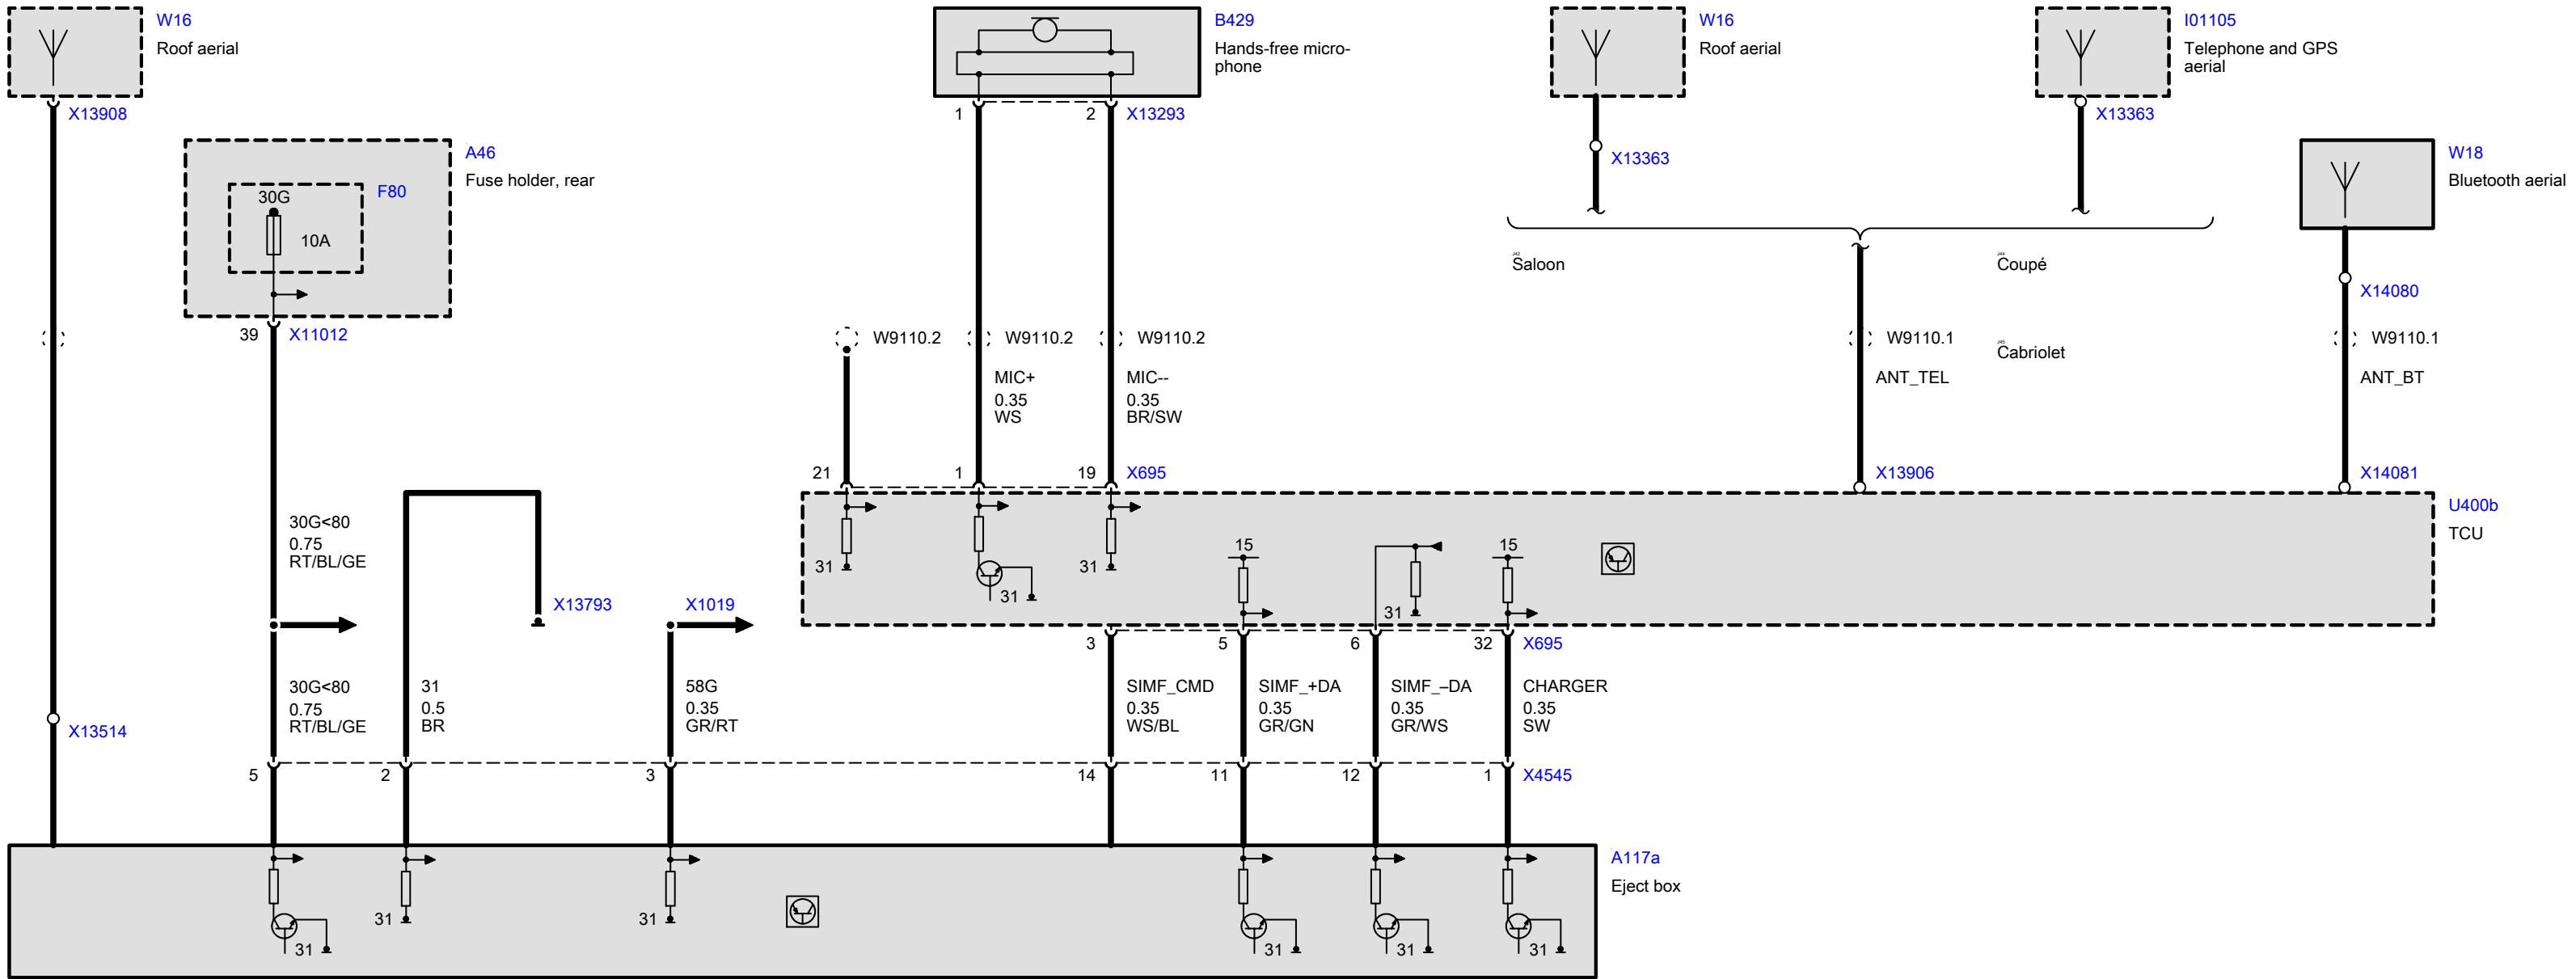 W16
Roof aerial
X13908
B429
Hands-free micro-
phone
1
2
X13293
W16
Roof aerial
X13363
I01105
Telephone and GPS
aerial
X13363
W18
Bluetooth aerial
X14080
A46
Fuse holder, rear
F80
30G
10A
39
X11012
Saloon
Coupé
Cabriolet
W9110.2
W9110.2
W9110.2
W9110.1
W9110.1
MIC+
0.35
WS
MIC--
0.35
BR/SW
ANT_TEL
ANT_BT
21
1
19
X695
X13906
X14081
U400b
TCU
30G<80
0.75
RT/BL/GE
31
31
31
15
31
15
X13793
X1019
3
5
6
32
X695
30G<80
0.75
RT/BL/GE
31
0.5
BR
58G
0.35
GR/RT
SIMF_CMD
0.35
WS/BL
SIMF_+DA
0.35
GR/GN
SIMF_–DA
0.35
GR/WS
CHARGER
0.35
SW
X13514
5
2
3
14
11
12
1
X4545
A117a
Eject box
31
31
31
31
31
31